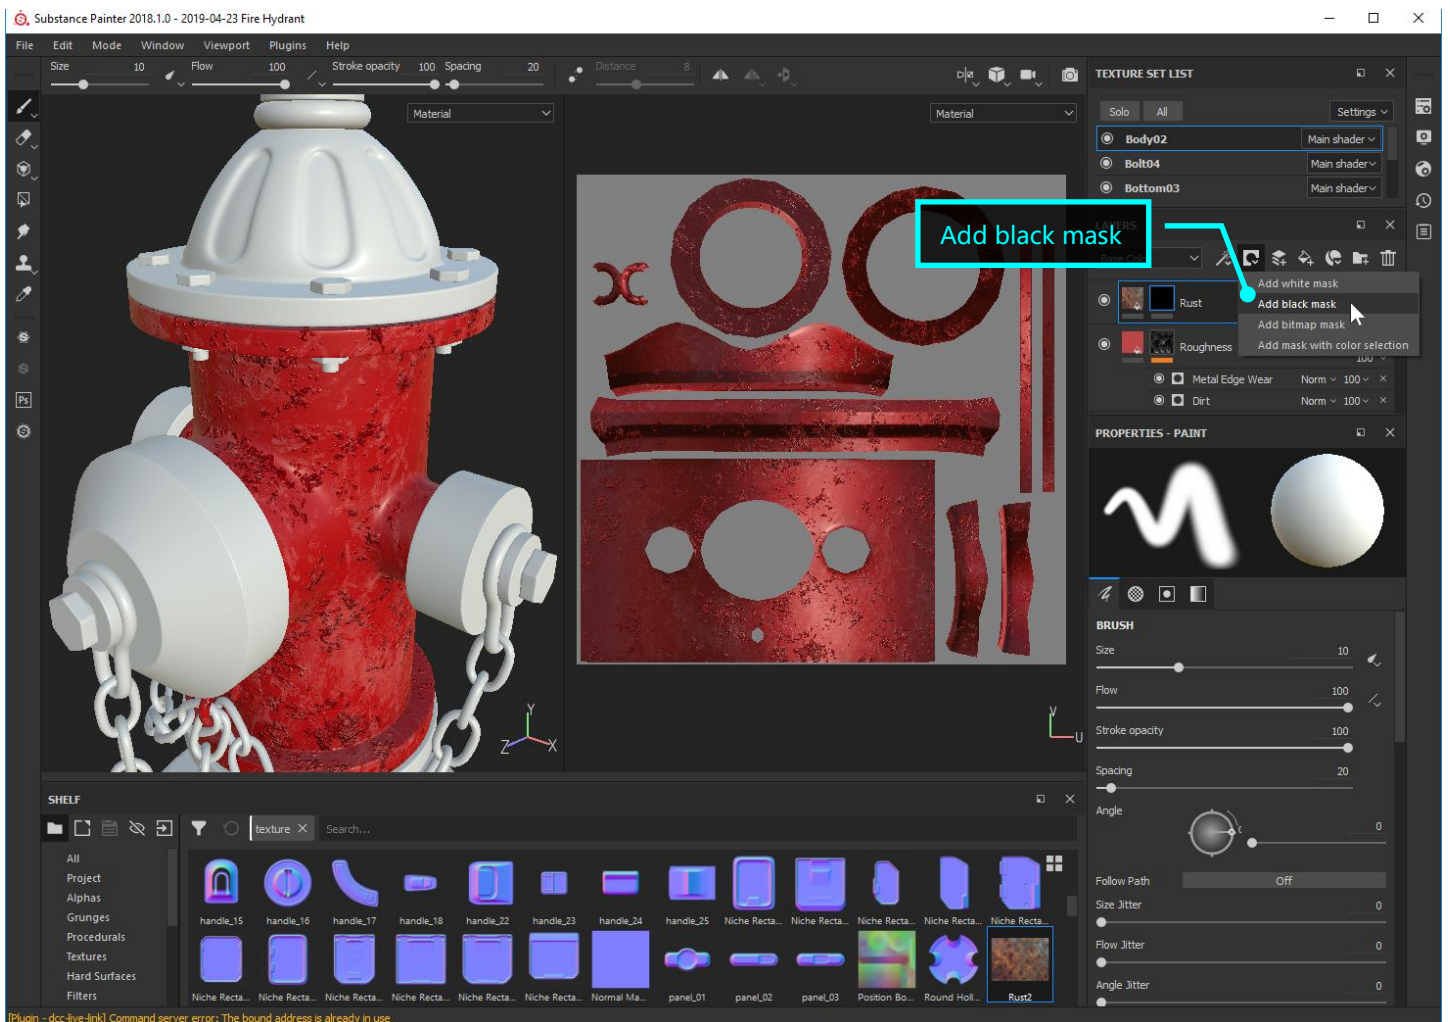 Substance Painter 2018.1.0 - 2019-04-23 Fire Hydrant
File Edit Mode Window Viewport Plugins Help
Size 10 Flow 100 Stroke opacity 100 Spacing 20 Distance 8
Material
Material
TEXTURE SET LIST
Solo All Settings
Body02 Main shader
Bolt04 Main shader
Bottom03 Main shader
LAYERS
Add black mask
Base Color
Add white mask
Rust
Add black mask
Add bitmap mask
Roughness
Add mask with color selection
100
Metal Edge Wear Norm 100
Dirt Norm 100
PROPERTIES - PAINT
BRUSH
Size 10
Flow 100
Stroke opacity 100
Spacing 20
Angle 0
Follow Path Off
Size Jitter 0
Flow Jitter 0
Angle Jitter 0
Y
Z X
V
U
Ps
SHELF
texture Search...
All
Project
Alphas
Grunges
Procedurals
Textures
Hard Surfaces
Filters
handle_15 handle_16 handle_17 handle_18 handle_22 handle_23 handle_24 handle_25 Niche Recta... Niche Recta... Niche Recta... Niche Recta... Niche Recta...
Niche Recta... Niche Recta... Niche Recta... Niche Recta... Niche Recta... Niche Recta... Normal Ma... panel_01 panel_02 panel_03 Position Bo... Round Holl... Rust2
[Plugin - dcc-live-link] Command server error: The bound address is already in use